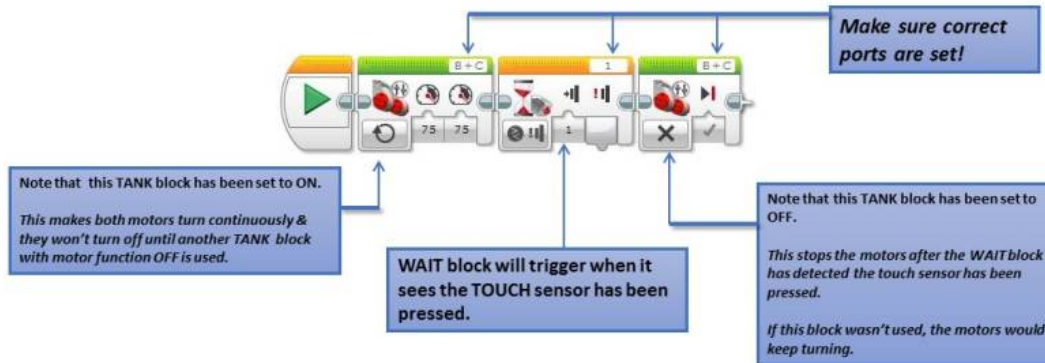 Make sure correct
ports are set!
B + C
1
B + C
75 75
1
Note that this TANK block has been set to ON.
This makes both motors turn continuously &
they won't turn off until another TANK block
with motor function OFF is used.
WAIT block will trigger when it
sees the TOUCH sensor has been
pressed.
Note that this TANK block has been set to
OFF.
This stops the motors after the WAIT block
has detected the touch sensor has been
pressed.
If this block wasn't used, the motors would
keep turning.